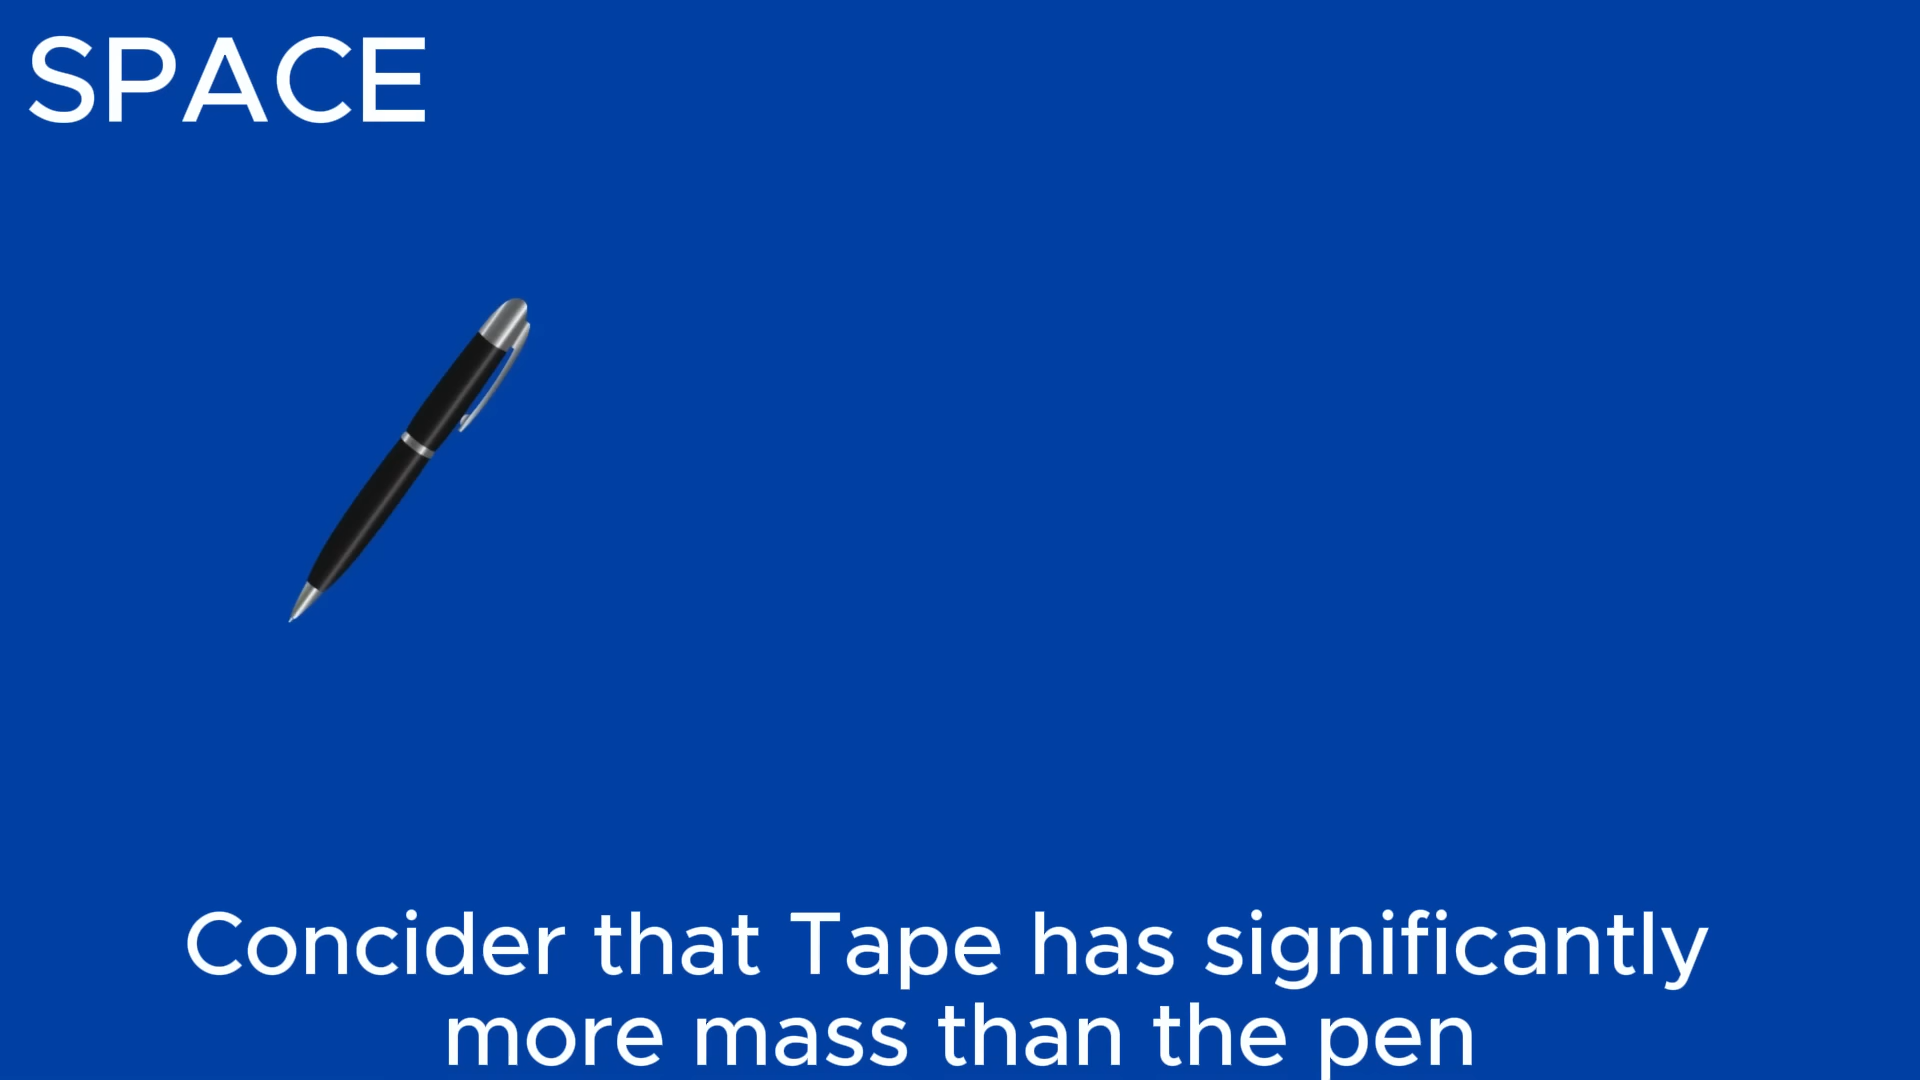 SPACE
Concider that Tape has significantly
more mass than the pen